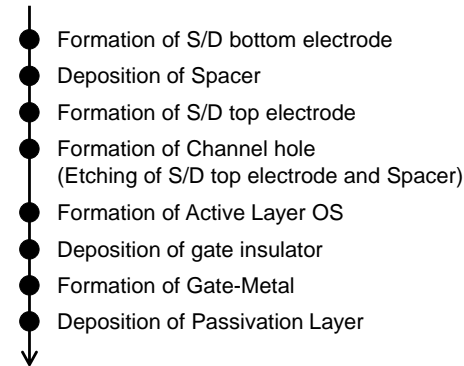 Formation of S/D bottom electrode
Deposition of Spacer
Formation of S/D top electrode
Formation of Channel hole
(Etching of S/D top electrode and Spacer)
Formation of Active Layer OS
Deposition of gate insulator
Formation of Gate-Metal
Deposition of Passivation Layer